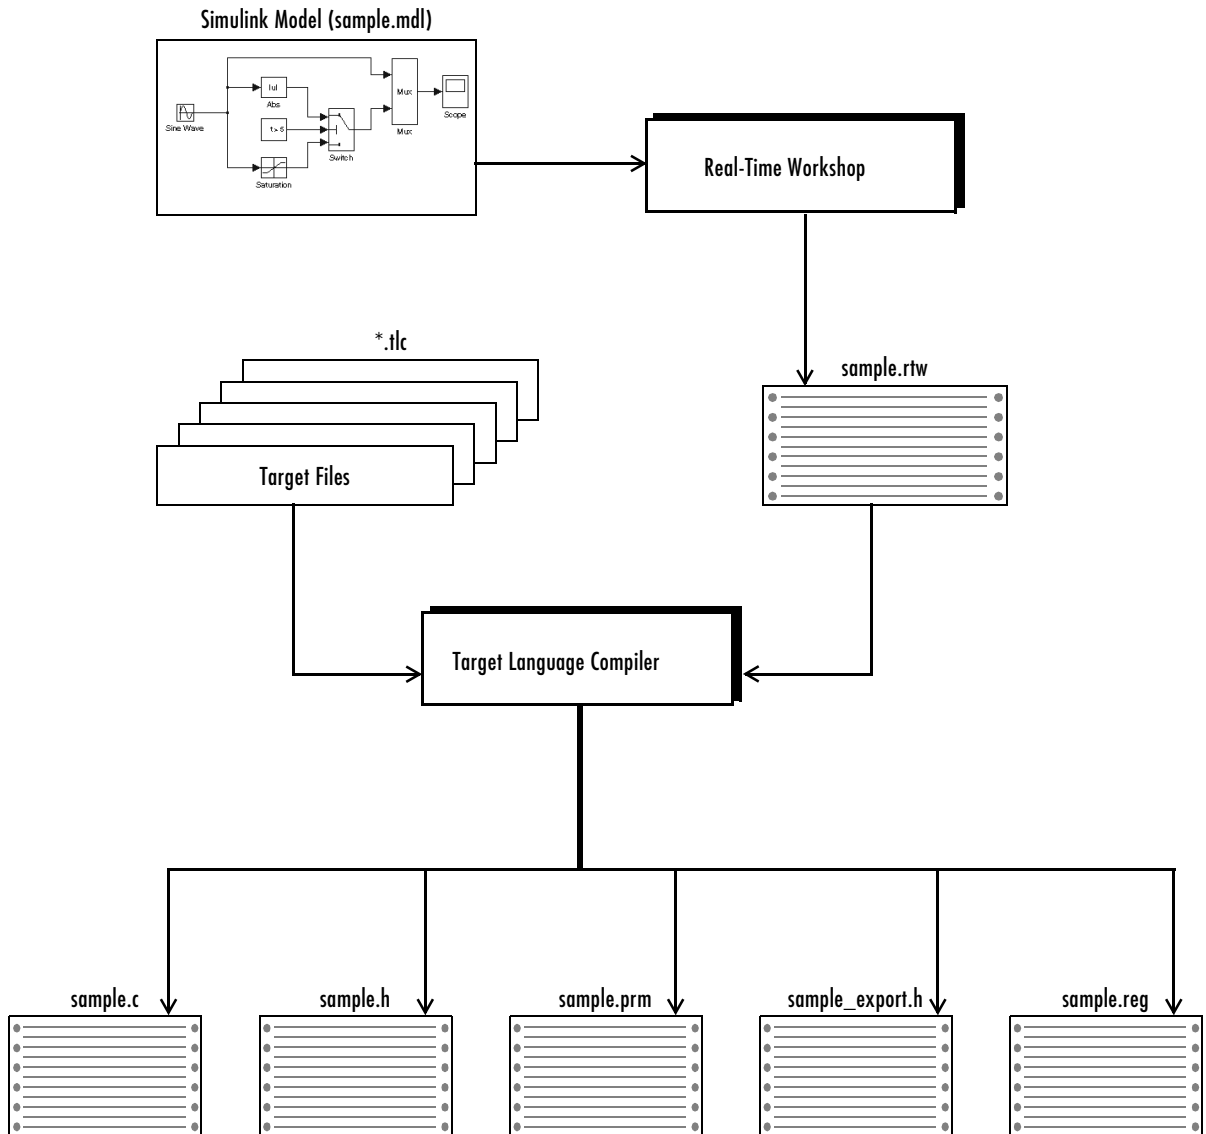 Simulink Model (sample.mdl)
|u|
Abs
Mux
Scope
Sine Wave
t> 5
Mux
Switch
Saturation
Real-Time Workshop
*.tlc
sample.rtw
Target Files
Target Language Compiler
sample.c
sample.h
sample.prm
sample_export.h
sample.reg